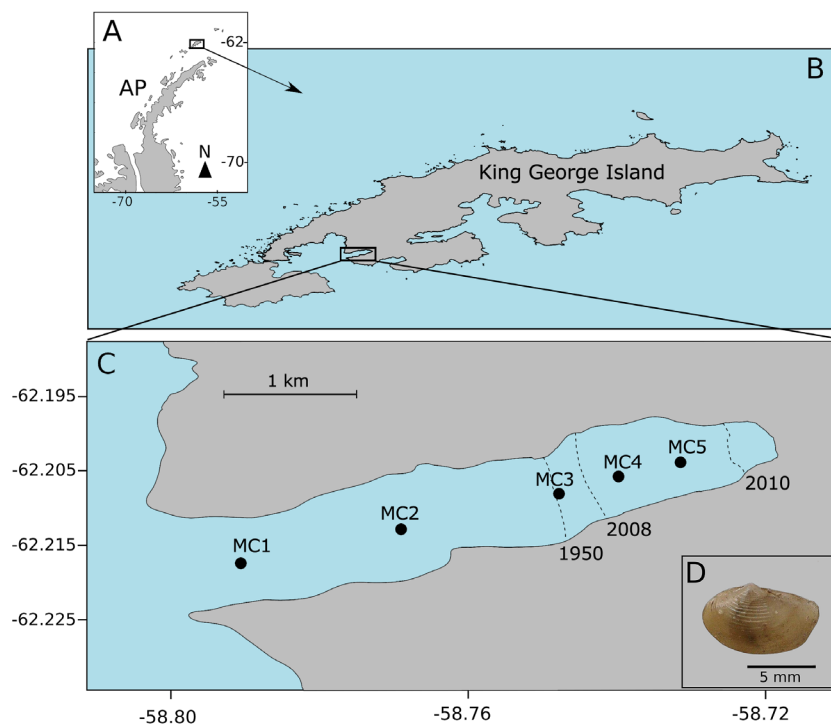 A
-62
AP
N
-70
-70
-55
B
King George Island
C
1 km
-62.195
-62.205
-62.215
-62.225
MC1
MC2
MC3
MC4
MC5
1950
2008
2010
D
5 mm
-58.80
-58.76
-58.72